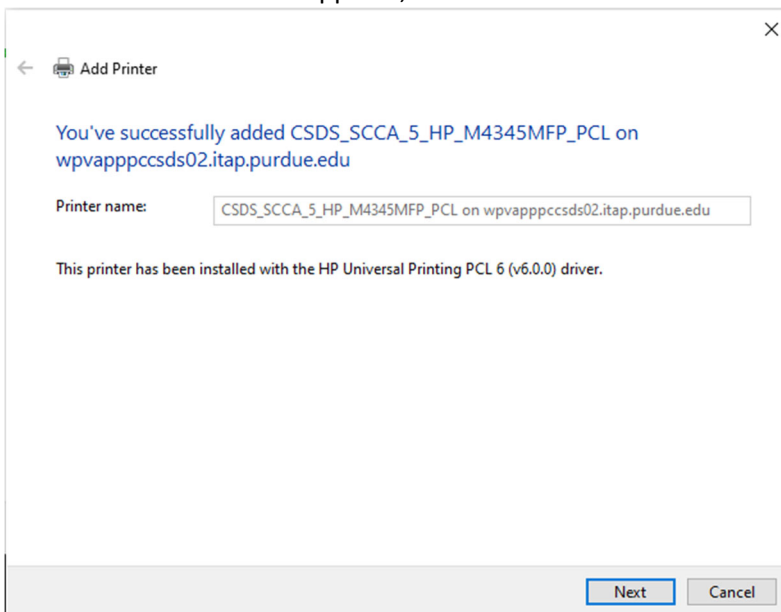 Add Printer
You've successfully added CSDS_SCCA_5_HP_M4345MFP_PCL on
wpvapppccsds02.itap.purdue.edu
Printer name: CSDS_SCCA_5_HP_M4345MFP_PCL on wpvapppccsds02.itap.purdue.edu
This printer has been installed with the HP Universal Printing PCL 6 (v6.0.0) driver.
Next Cancel